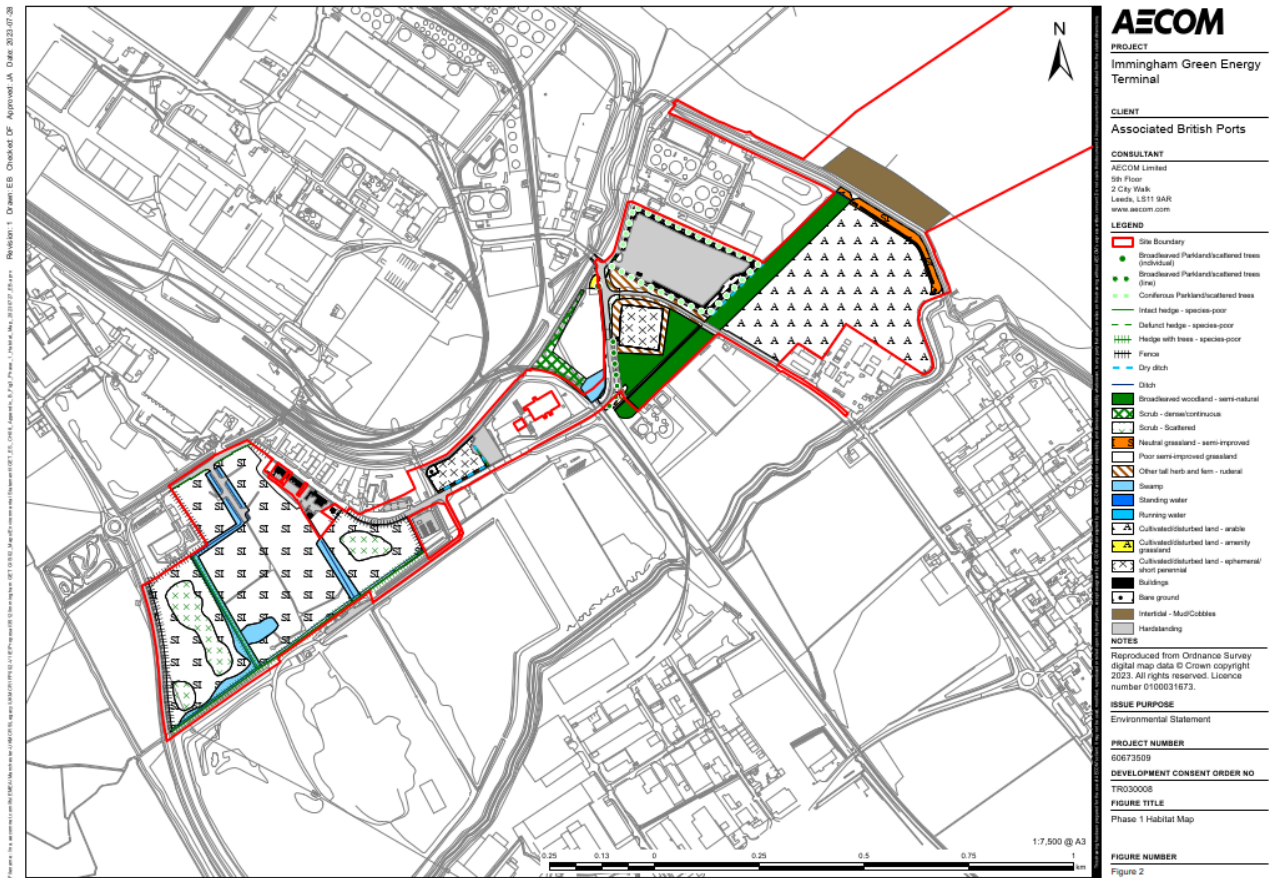 AECOM
PROJECT
Immingham Green Energy
Terminal
CLIENT
Associated British Ports
CONSULTANT
AECOM Limited
5th Floor
2 City Walk
Leeds, LS11 9AR
www.aecom.com
LEGEND
Site Boundary
Broadleaved Parkland/scattered trees
(individual)
Broadleaved Parkland/scattered trees
(line)
Coniferous Parkland/scattered trees
Intact hedge - species-poor
Defunct hedge - species-poor
Hedge with trees - species-poor
Fence
Dry ditch
Ditch
Broadleaved woodland - semi-natural
Scrub - dense/continuous
Scrub - Scattered
Neutral grassland - semi-improved
Poor semi-improved grassland
Other tall herb and fern - ruderal
Swamp
Standing water
Running water
Cultivated/disturbed land - arable
Cultivated/disturbed land - amenity
grassland
Cultivated/disturbed land - ephemeral/
short perennial
Buildings
Bare ground
Intertidal - Mud/Cobbles
Hardstanding
NOTES
Reproduced from Ordnance Survey
digital map data © Crown copyright
2023. All rights reserved. Licence
number 0100031673.
ISSUE PURPOSE
Environmental Statement
PROJECT NUMBER
60673509
DEVELOPMENT CONSENT ORDER NO
TR030008
FIGURE TITLE
Phase 1 Habitat Map
FIGURE NUMBER
Figure 2
N
1:7,500 @ A3
0.25 0.13 0 0.25 0.5 0.75 1
km
Revision: 1 Drawn: EB Checked: DF Approved: JA Date: 2023-07-28